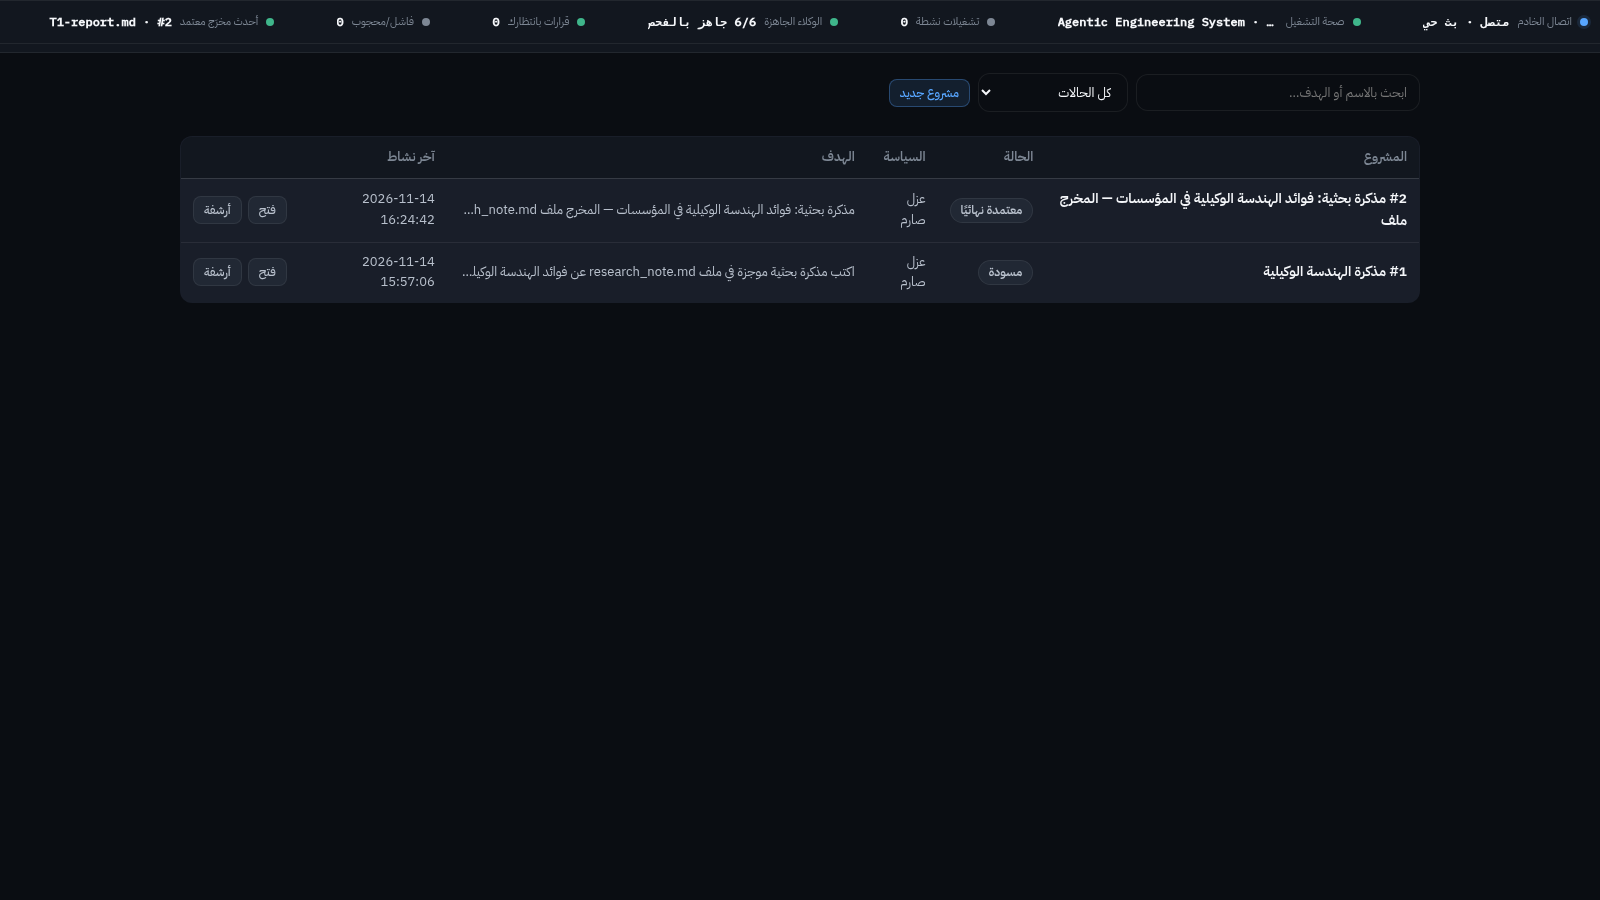 اتصال الخادم متصل · بث حي
صحة التشغيل Agentic Engineering System · …
تشغيلات نشطة 0
الوكلاء الجاهزة 6/6 جاهز بالفحص
قرارات بانتظارك 0
فاشل/محجوب 0
أحدث مخرج معتمد T1-report.md · #2
ابحث بالاسم أو الهدف...
كل الحالات
مشروع جديد
المشروع الحالة السياسة الهدف آخر نشاط
#2 مذكرة بحثية: فوائد الهندسة الوكيلية في المؤسسات — المخرج
ملف
معتمدة نهائيًا
عزل
صارم
مذكرة بحثية: فوائد الهندسة الوكيلية في المؤسسات — المخرج ملف h_note.md...
2026-11-14
16:24:42
فتح
أرشفة
#1 مذكرة الهندسة الوكيلية
مسودة
عزل
صارم
اكتب مذكرة بحثية موجزة في ملف research_note.md عن فوائد الهندسة الوكيلـ...
2026-11-14
15:57:06
فتح
أرشفة